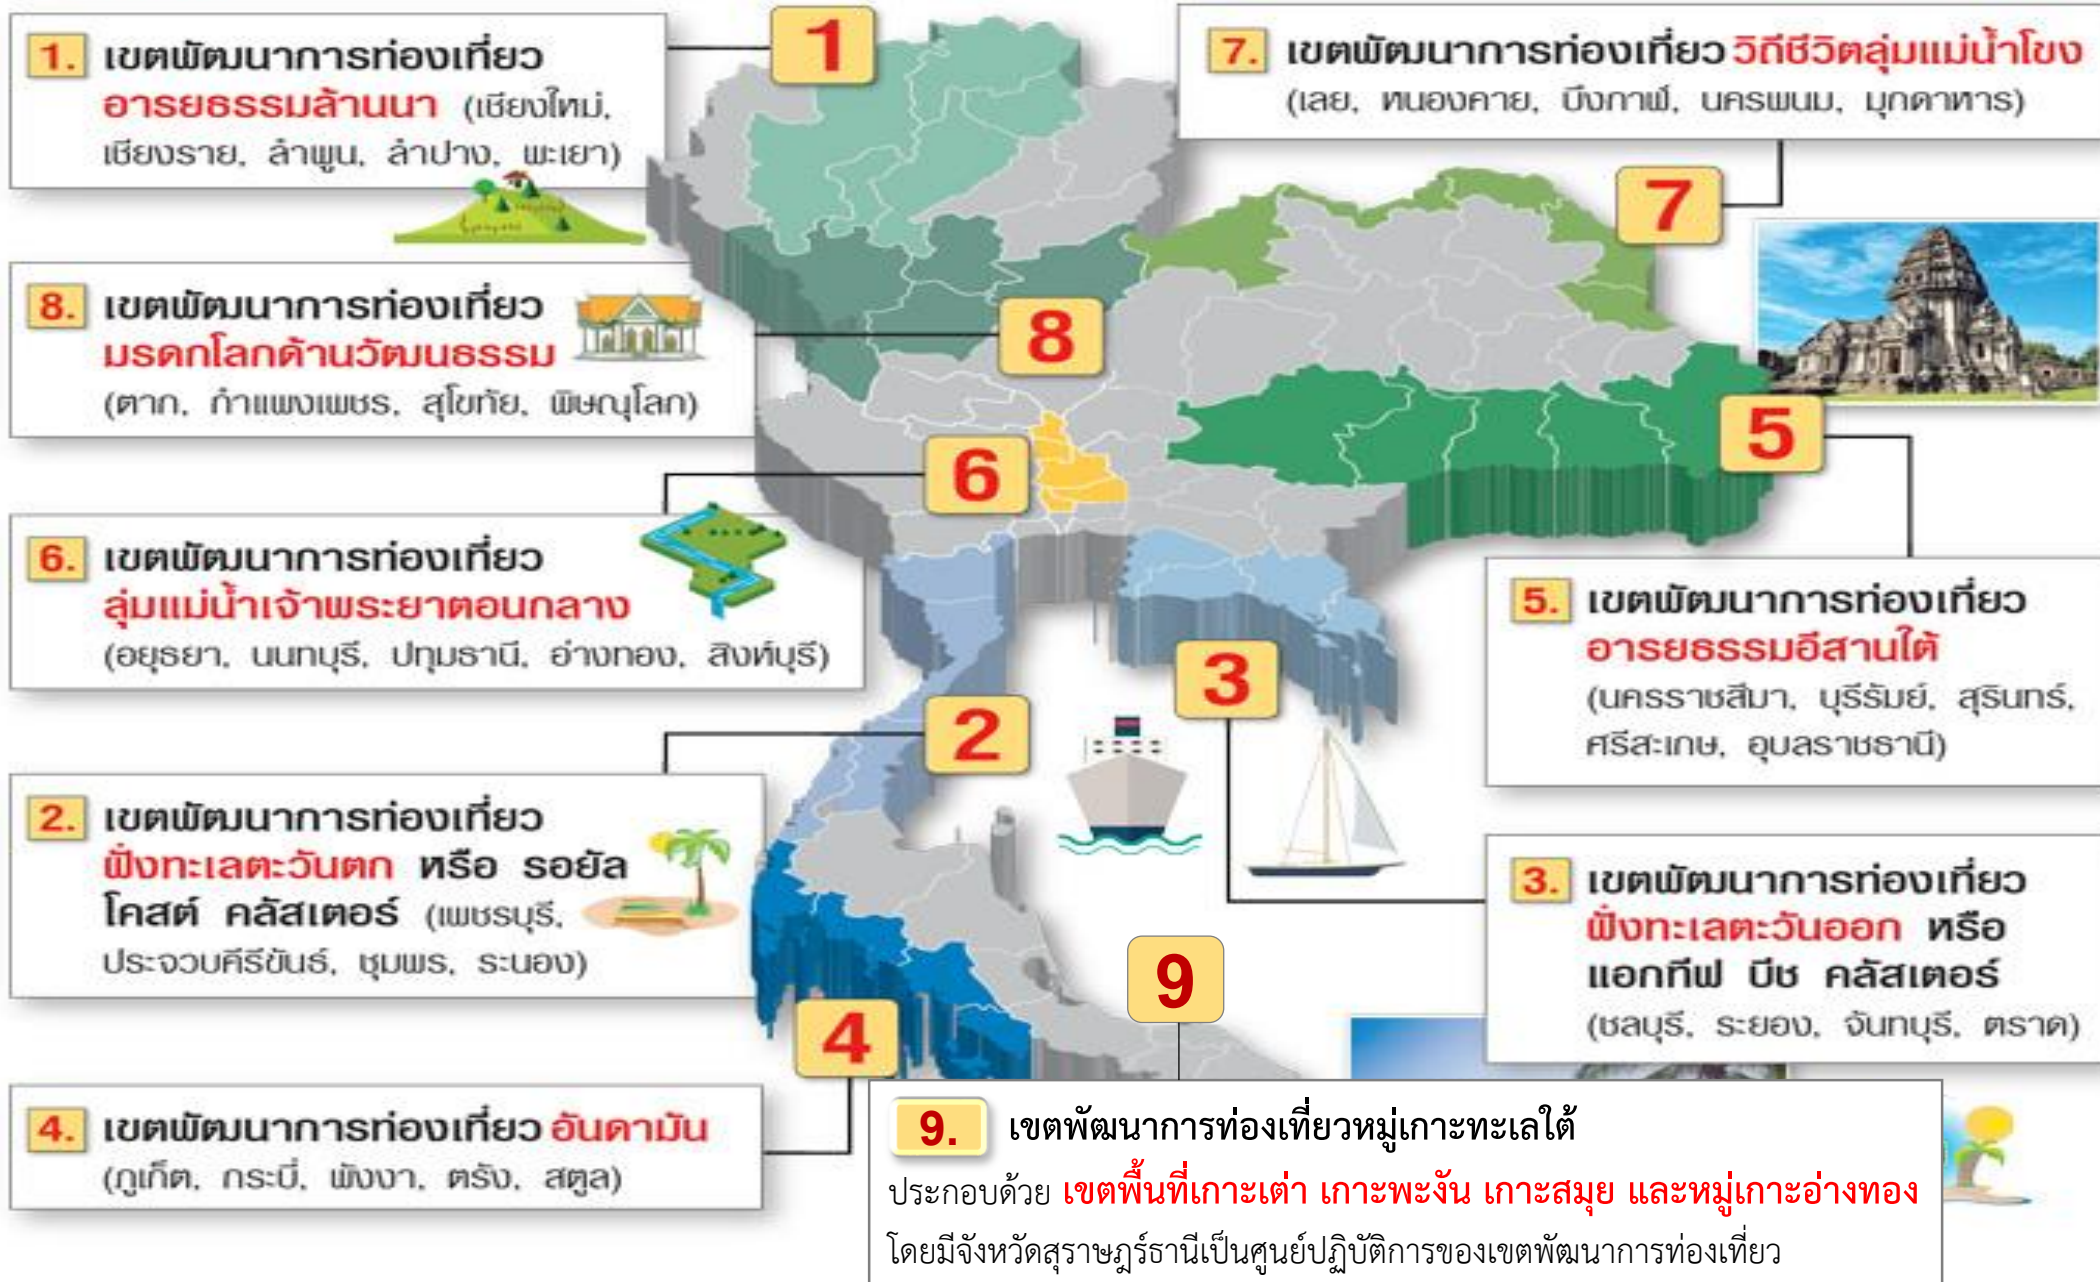 1. เขตพัฒนาการท่องเที่ยว
อารยธรรมล้านนา (เชียงใหม่,
เชียงราย, ลำพูน, ลำปาง, พะเยา)
8. เขตพัฒนาการท่องเที่ยว
มรดกโลกด้านวัฒนธรรม
(ตาก, กำแพงเพชร, สุโขทัย, พิษณุโลก)
6. เขตพัฒนาการท่องเที่ยว
ลุ่มแม่น้ำเจ้าพระยาตอนกลาง
(อยุธยา, นนทบุรี, ปทุมธานี, อ่างทอง, สิงห์บุรี)
2. เขตพัฒนาการท่องเที่ยว
ฝั่งทะเลตะวันตก หรือ รอยัล
โคสต์ คลัสเตอร์ (เพชรบุรี,
ประจวบคีรีขันธ์, ชุมพร, ระนอง)
4. เขตพัฒนาการท่องเที่ยว อันดามัน
(ภูเก็ต, กระบี่, พังงา, ตรัง, สตูล)
1
8
6
2
4
9
3
5
7
7. เขตพัฒนาการท่องเที่ยว วิถีชีวิตลุ่มแม่น้ำโขง
(เลย, หนองคาย, บึงกาฬ, นครพนม, มุกดาหาร)
5. เขตพัฒนาการท่องเที่ยว
อารยธรรมอีสานใต้
(นครราชสีมา, บุรีรัมย์, สุรินทร์,
ศรีสะเกษ, อุบลราชธานี)
3. เขตพัฒนาการท่องเที่ยว
ฝั่งทะเลตะวันออก หรือ
แอกทีฟ บีช คลัสเตอร์
(ชลบุรี, ระยอง, จันทบุรี, ตราด)
9. เขตพัฒนาการท่องเที่ยวหมู่เกาะทะเลใต้
ประกอบด้วย เขตพื้นที่เกาะเต่า เกาะพะงัน เกาะสมุย และหมู่เกาะอ่างทอง
โดยมีจังหวัดสุราษฎร์ธานีเป็นศูนย์ปฏิบัติการของเขตพัฒนาการท่องเที่ยว